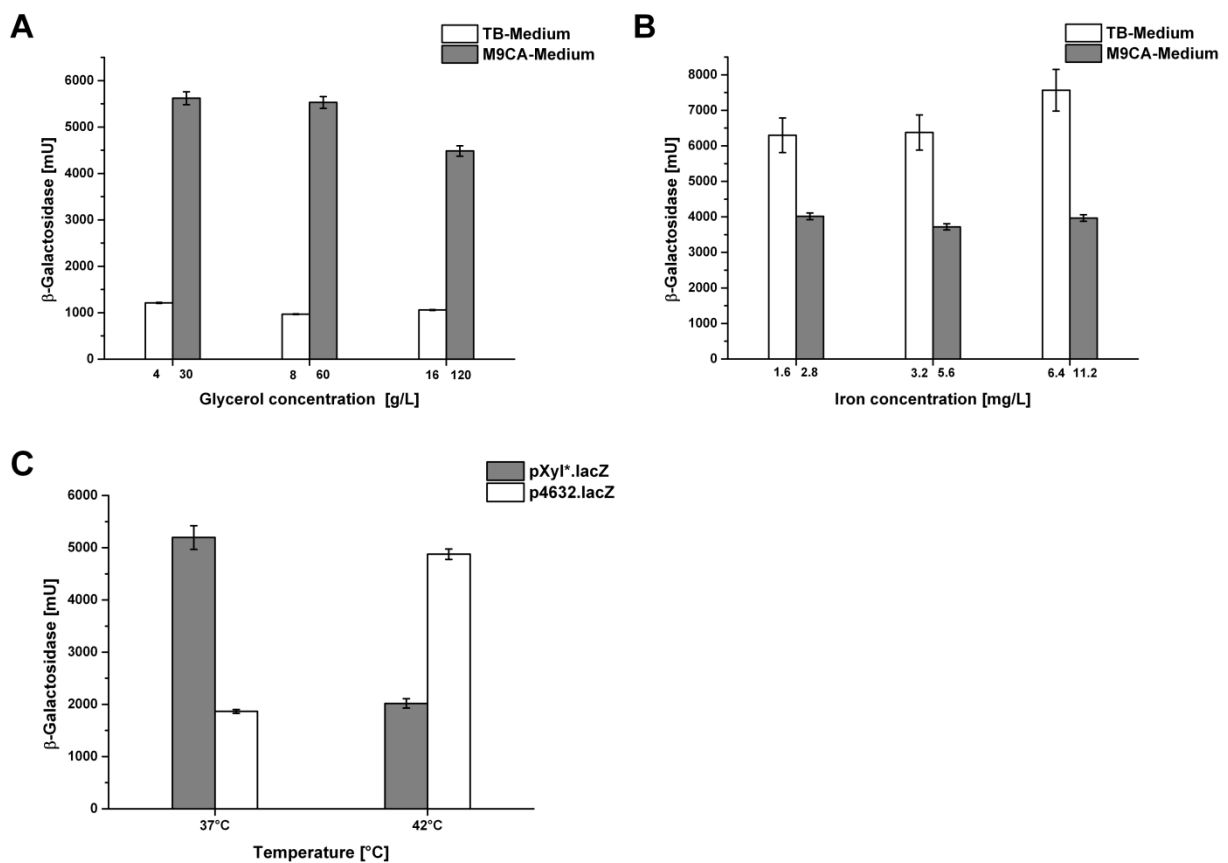 A
TB-Medium
M9CA-Medium
β-Galactosidase [mU]
6000
5000
4000
3000
2000
1000
0
4 30 8 60 16 120
Glycerol concentration [g/L]
B
TB-Medium
M9CA-Medium
β-Galactosidase [mU]
8000
7000
6000
5000
4000
3000
2000
1000
0
1.6 2.8 3.2 5.6 6.4 11.2
Iron concentration [mg/L]
C
pXyl*.lacZ
p4632.lacZ
β-Galactosidase [mU]
6000
5000
4000
3000
2000
1000
0
37°C 42°C
Temperature [°C]